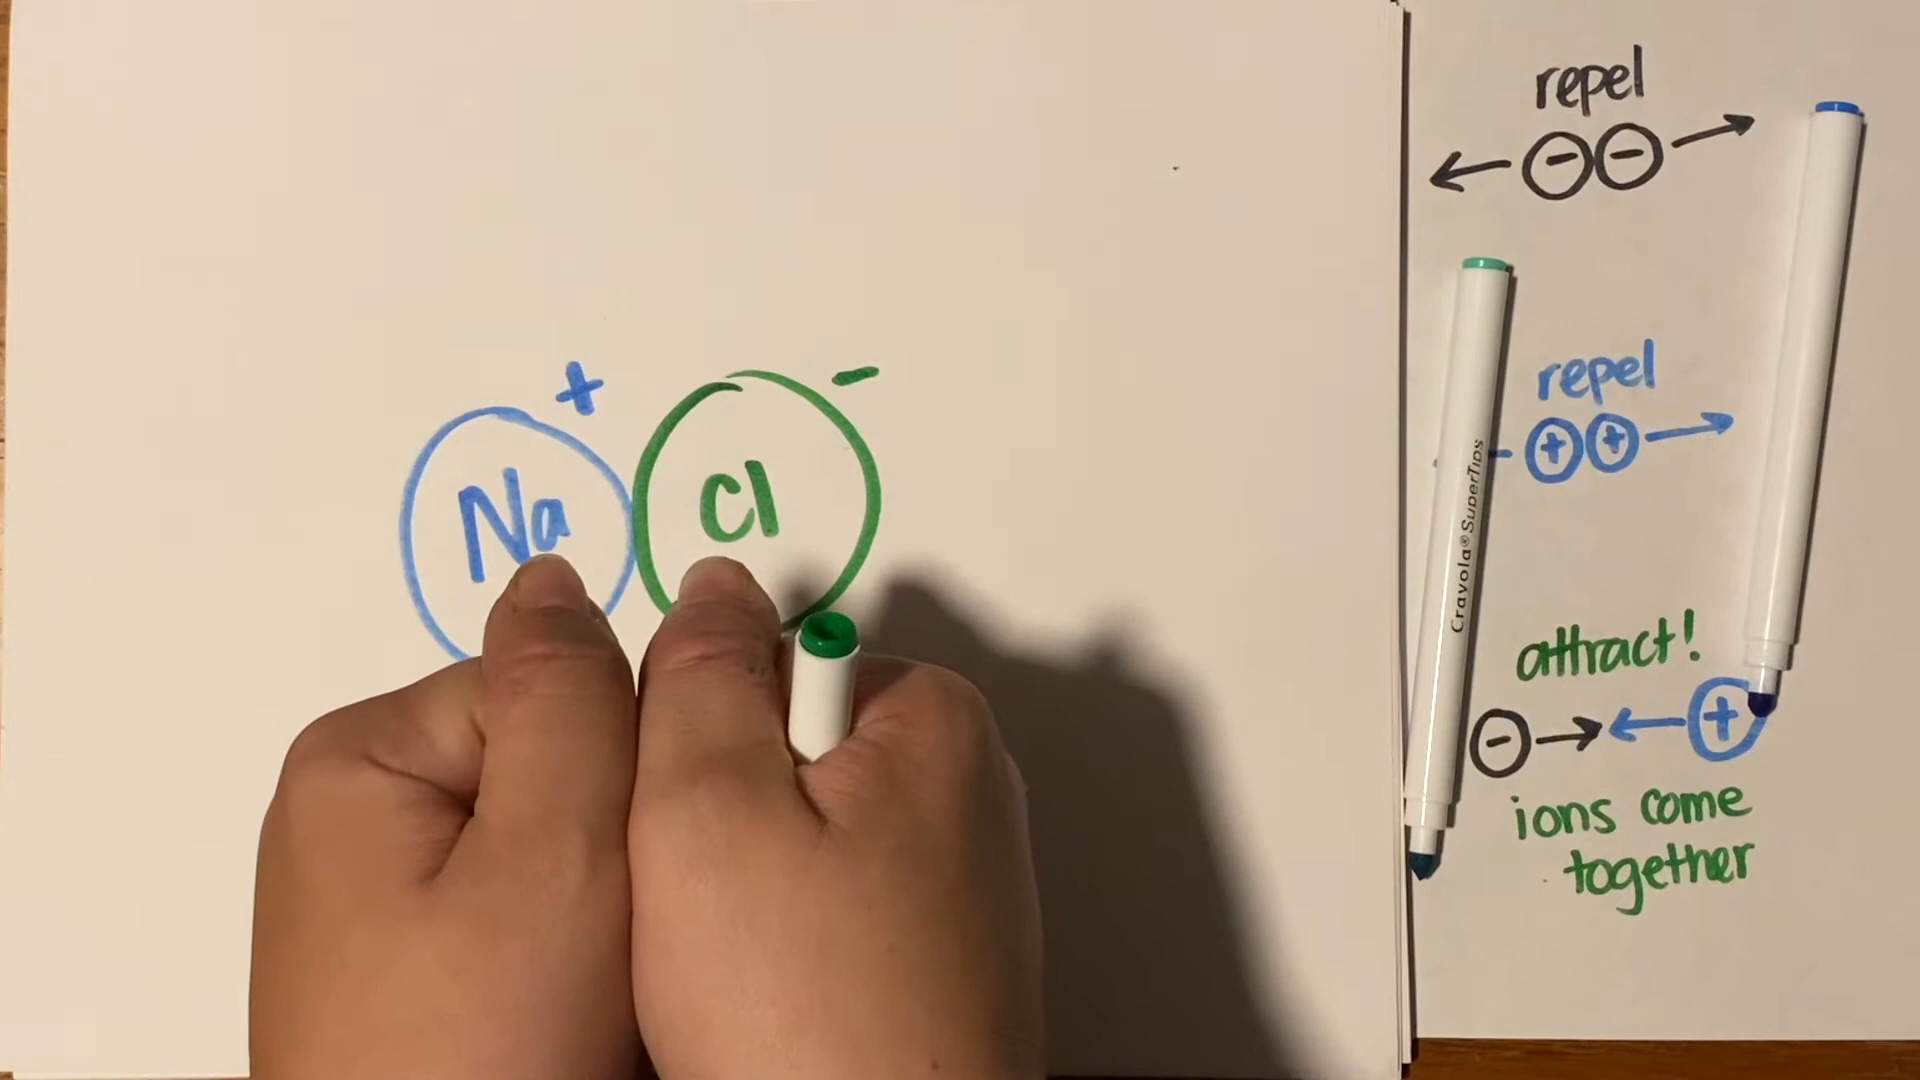 + -
Na Cl
repel
- -
Crayola® SuperTips
repel
+ +
attract!
- +
ions come
together